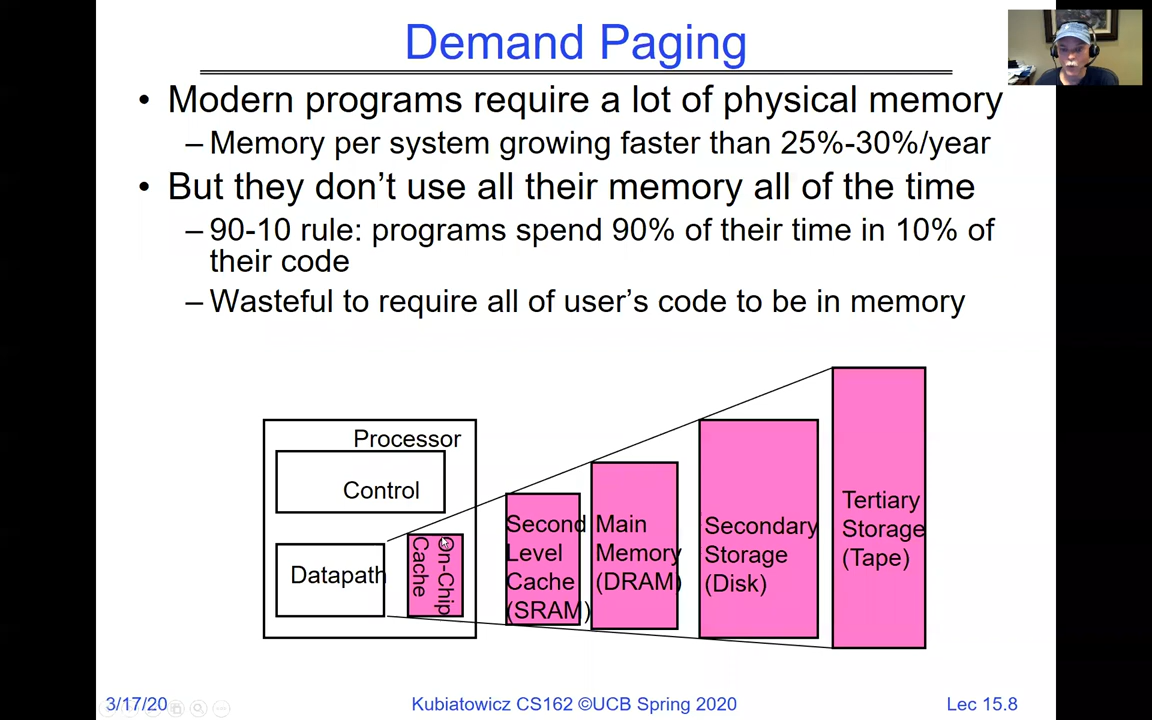 Demand Paging
• Modern programs require a lot of physical memory
– Memory per system growing faster than 25%-30%/year
• But they don't use all their memory all of the time
– 90-10 rule: programs spend 90% of their time in 10% of
their code
– Wasteful to require all of user's code to be in memory
Processor
Control
Datapath
On-Chip
Cache
Second
Level
Cache
(SRAM)
Main
Memory
(DRAM)
Secondary
Storage
(Disk)
Tertiary
Storage
(Tape)
3/17/20
Kubiatowicz CS162 ©UCB Spring 2020
Lec 15.8